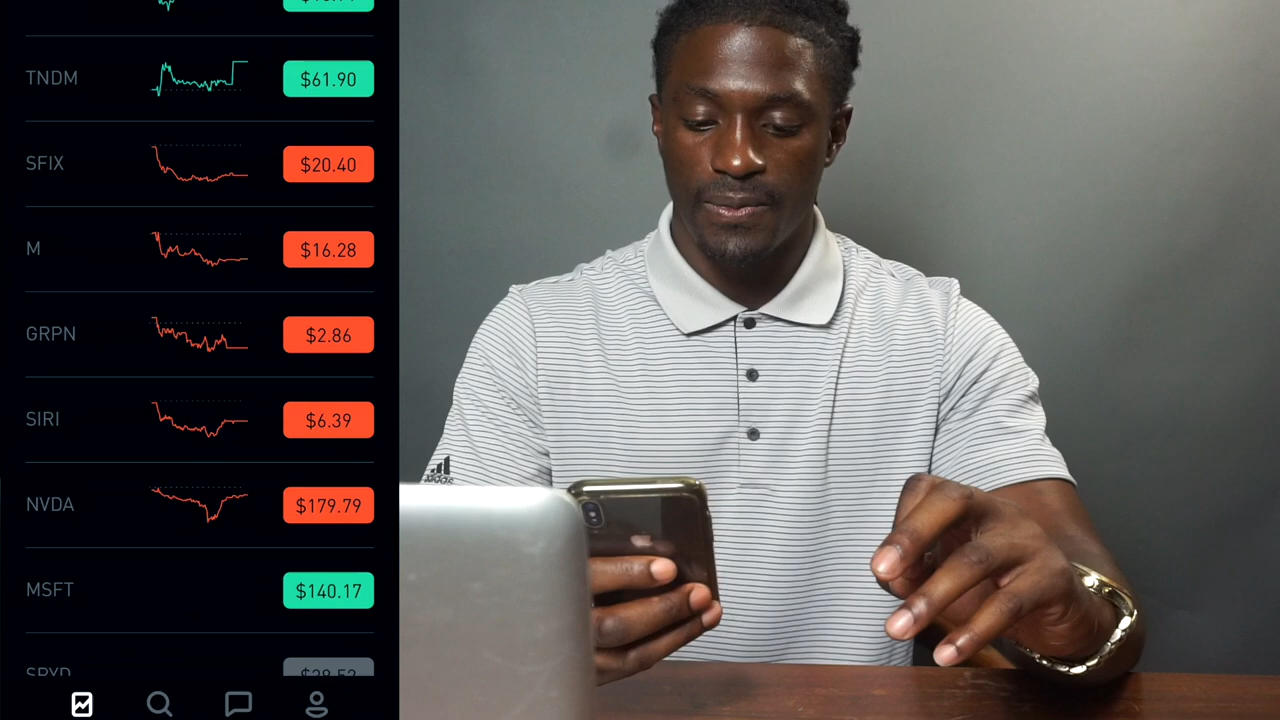 TNDM
$61.90
SFIX
$20.40
M
$16.28
GRPN
$2.86
SIRI
$6.39
NVDA
$179.79
MSFT
$140.17
adidas